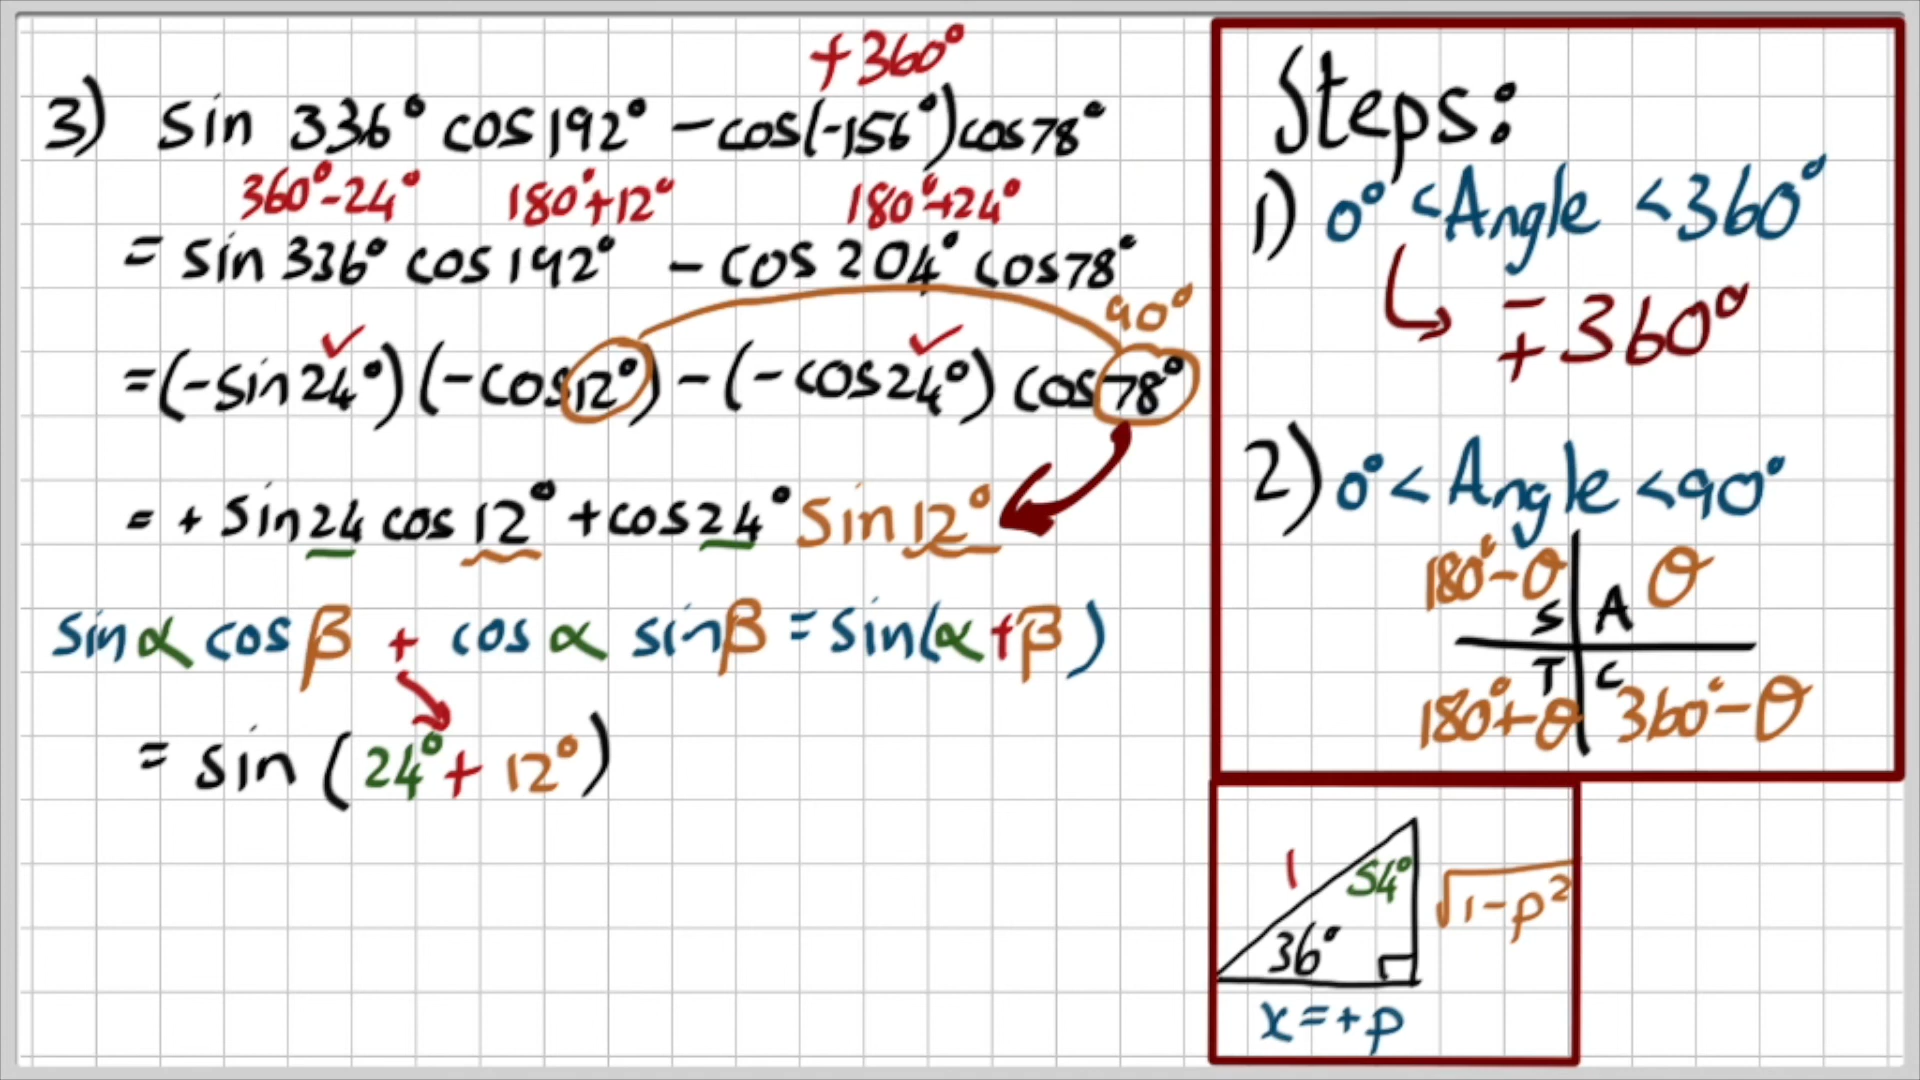 +360°
3) sin 336° cos 192° - cos(-156°) cos 78°
360°-24° 180°+12° 180°+24°
= sin 336° cos 192° - cos 204° cos 78°
90°
=(-sin 24°)(-cos 12°) - (-cos 24°) cos 78°
= + sin 24 cos 12° + cos 24° sin 12°
sin α cos β + cos α sin β = sin(α + β)
= sin (24° + 12°)
Steps:
1) 0° < Angle < 360°
∓360°
2) 0° < Angle < 90°
180°-θ θ
S A
T C
180°+θ 360°-θ
1 54° √1-p²
36°
x = +p